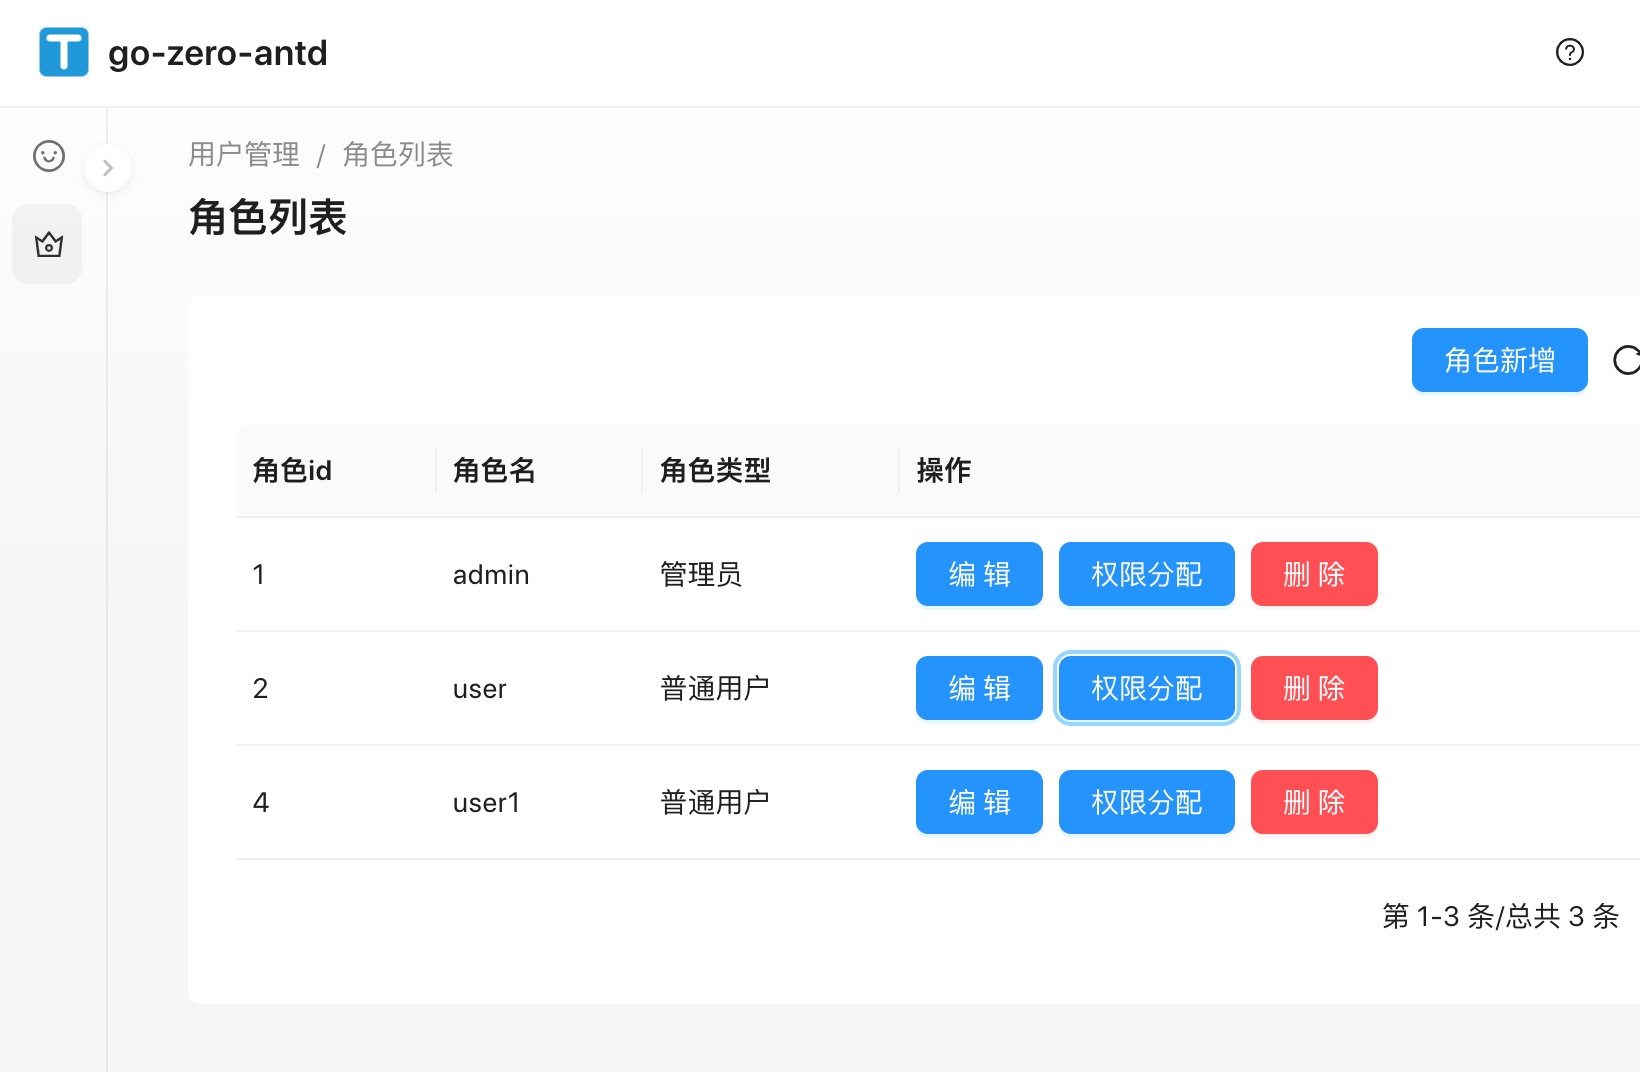 T go-zero-antd
用户管理 / 角色列表
角色列表
角色新增
角色id 角色名 角色类型 操作
1 admin 管理员 编 辑 权限分配 删 除
2 user 普通用户 编 辑 权限分配 删 除
4 user1 普通用户 编 辑 权限分配 删 除
第 1-3 条/总共 3 条